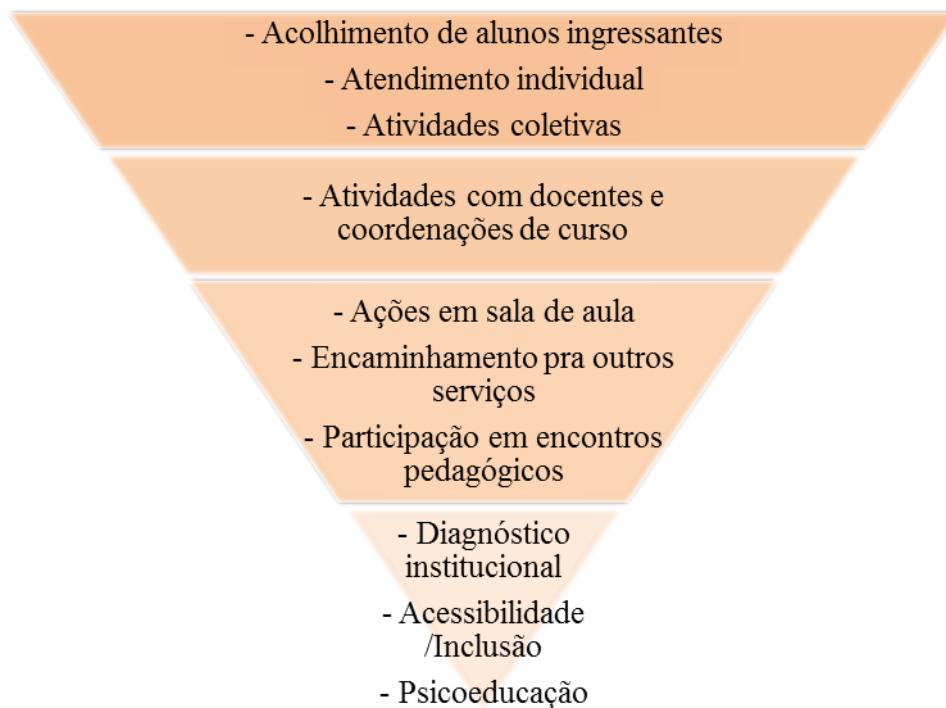 - Acolhimento de alunos ingressantes
- Atendimento individual
- Atividades coletivas
- Atividades com docentes e
coordenações de curso
- Ações em sala de aula
- Encaminhamento pra outros
serviços
- Participação em encontros
pedagógicos
- Diagnóstico
institucional
- Acessibilidade
/Inclusão
- Psicoeducação